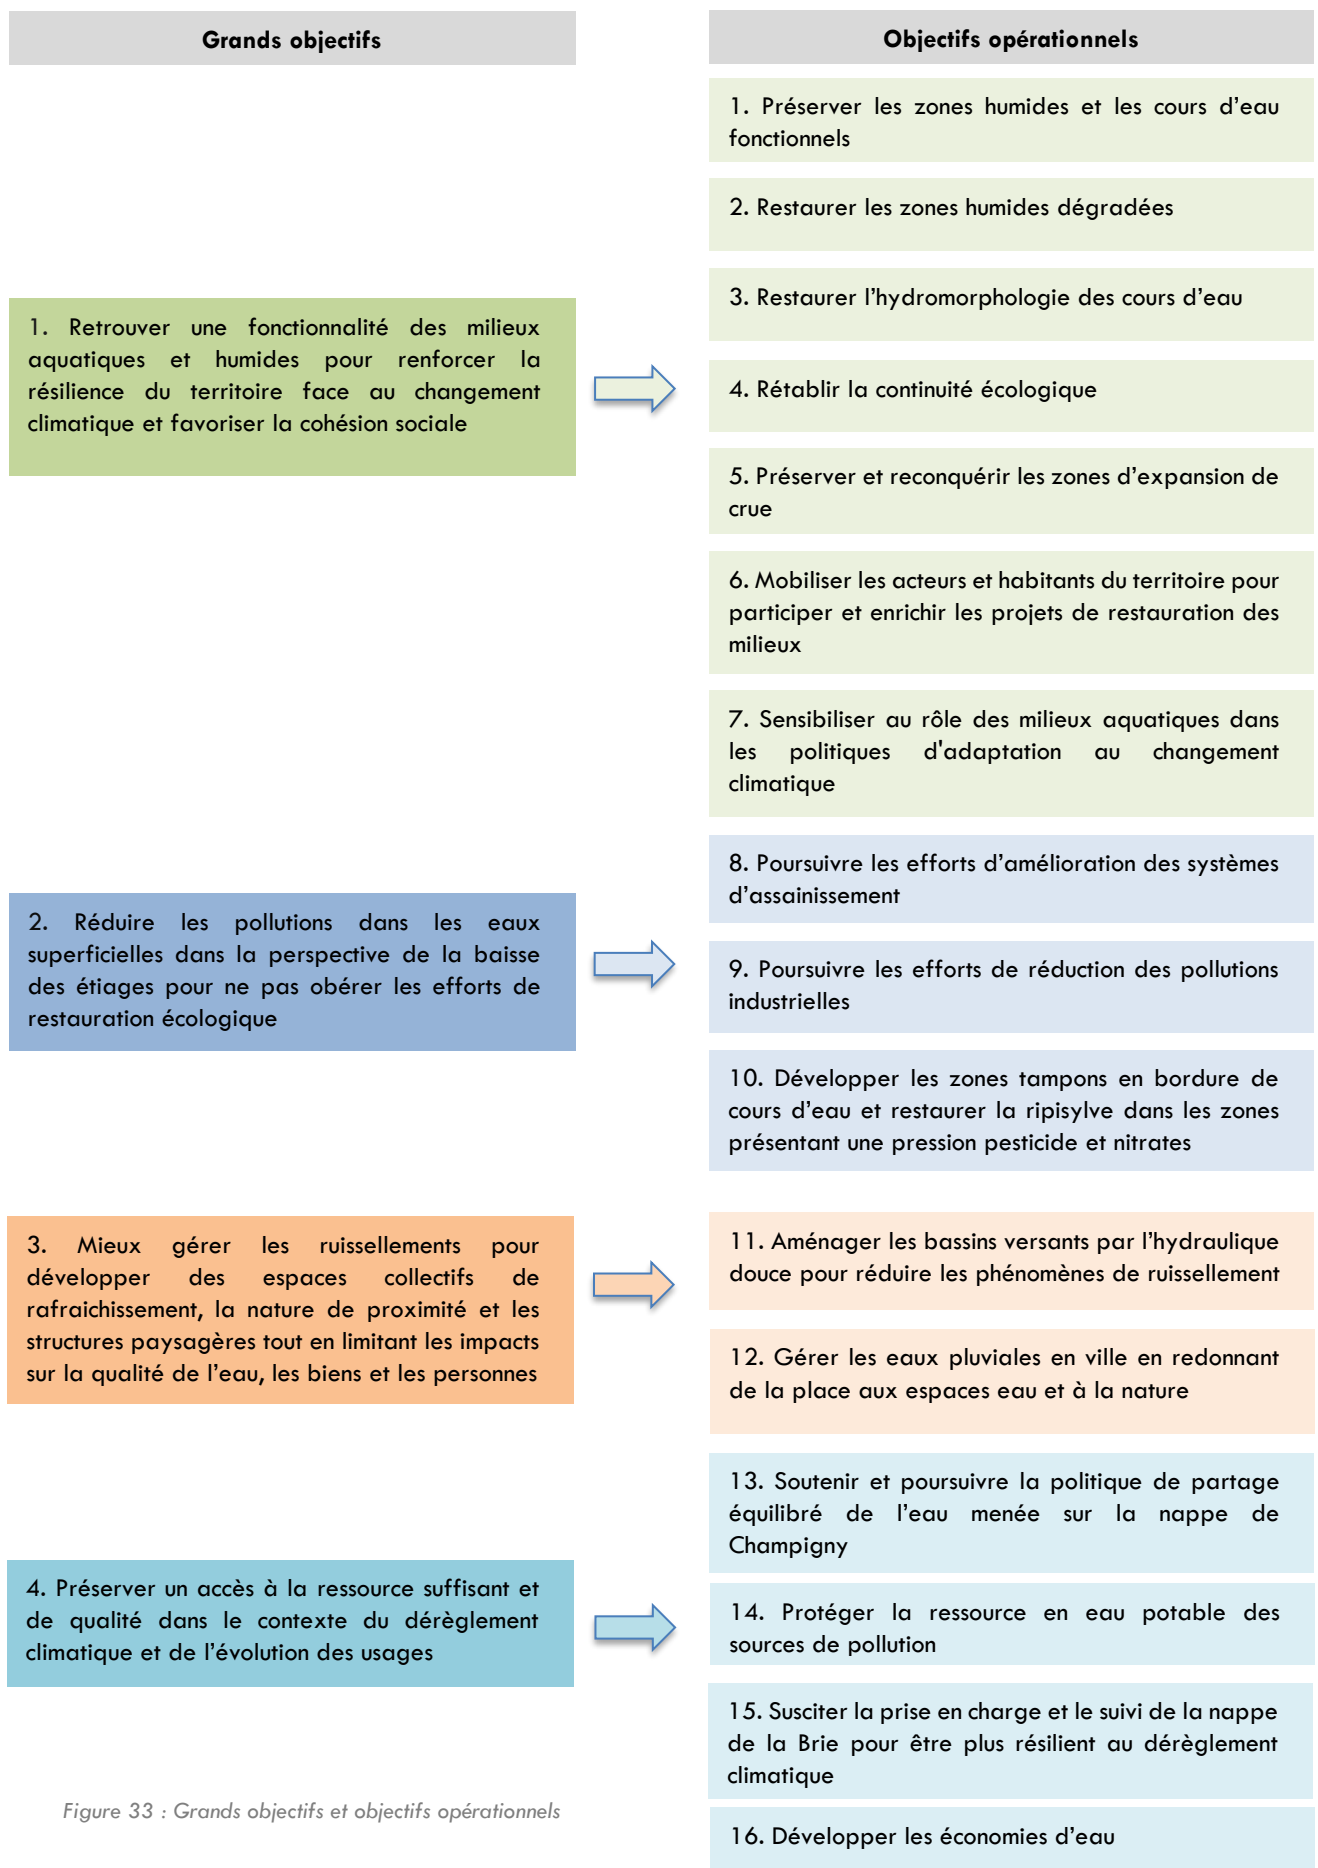 Grands objectifs
Objectifs opérationnels
1. Préserver les zones humides et les cours d’eau
fonctionnels
2. Restaurer les zones humides dégradées
3. Restaurer l’hydromorphologie des cours d’eau
1. Retrouver une fonctionnalité des milieux
aquatiques et humides pour renforcer la
résilience du territoire face au changement
climatique et favoriser la cohésion sociale
4. Rétablir la continuité écologique
5. Préserver et reconquérir les zones d’expansion de
crue
6. Mobiliser les acteurs et habitants du territoire pour
participer et enrichir les projets de restauration des
milieux
7. Sensibiliser au rôle des milieux aquatiques dans
les politiques d'adaptation au changement
climatique
2. Réduire les pollutions dans les eaux
superficielles dans la perspective de la baisse
des étiages pour ne pas obérer les efforts de
restauration écologique
8. Poursuivre les efforts d’amélioration des systèmes
d’assainissement
9. Poursuivre les efforts de réduction des pollutions
industrielles
10. Développer les zones tampons en bordure de
cours d’eau et restaurer la ripisylve dans les zones
présentant une pression pesticide et nitrates
3. Mieux gérer les ruissellements pour
développer des espaces collectifs de
rafraichissement, la nature de proximité et les
structures paysagères tout en limitant les impacts
sur la qualité de l’eau, les biens et les personnes
11. Aménager les bassins versants par l’hydraulique
douce pour réduire les phénomènes de ruissellement
12. Gérer les eaux pluviales en ville en redonnant
de la place aux espaces eau et à la nature
4. Préserver un accès à la ressource suffisant et
de qualité dans le contexte du dérèglement
climatique et de l’évolution des usages
13. Soutenir et poursuivre la politique de partage
équilibré de l’eau menée sur la nappe de
Champigny
14. Protéger la ressource en eau potable des
sources de pollution
15. Susciter la prise en charge et le suivi de la nappe
de la Brie pour être plus résilient au dérèglement
climatique
16. Développer les économies d’eau
Figure 33 : Grands objectifs et objectifs opérationnels